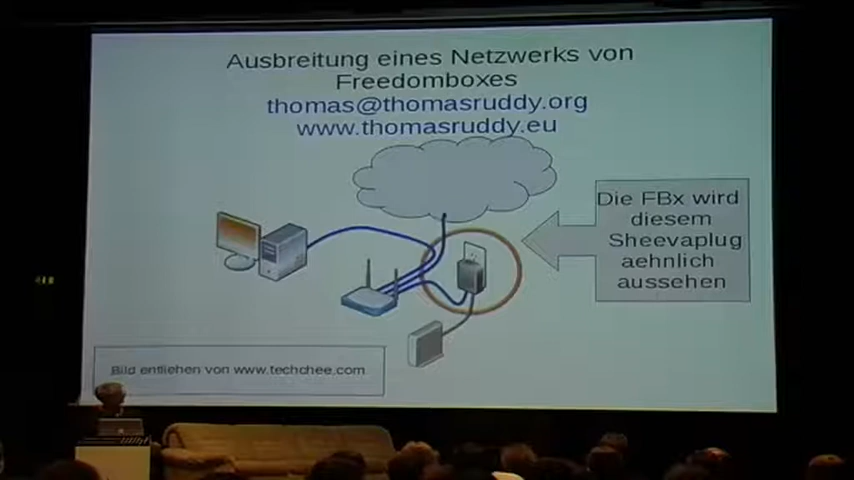 Ausbreitung eines Netzwerks von
Freedomboxes
thomas@thomasruddy.org
www.thomasruddy.eu
Die FBx wird
diesem
Sheevaplug
aehnlich
aussehen
Bild entliehen von www.techchee.com